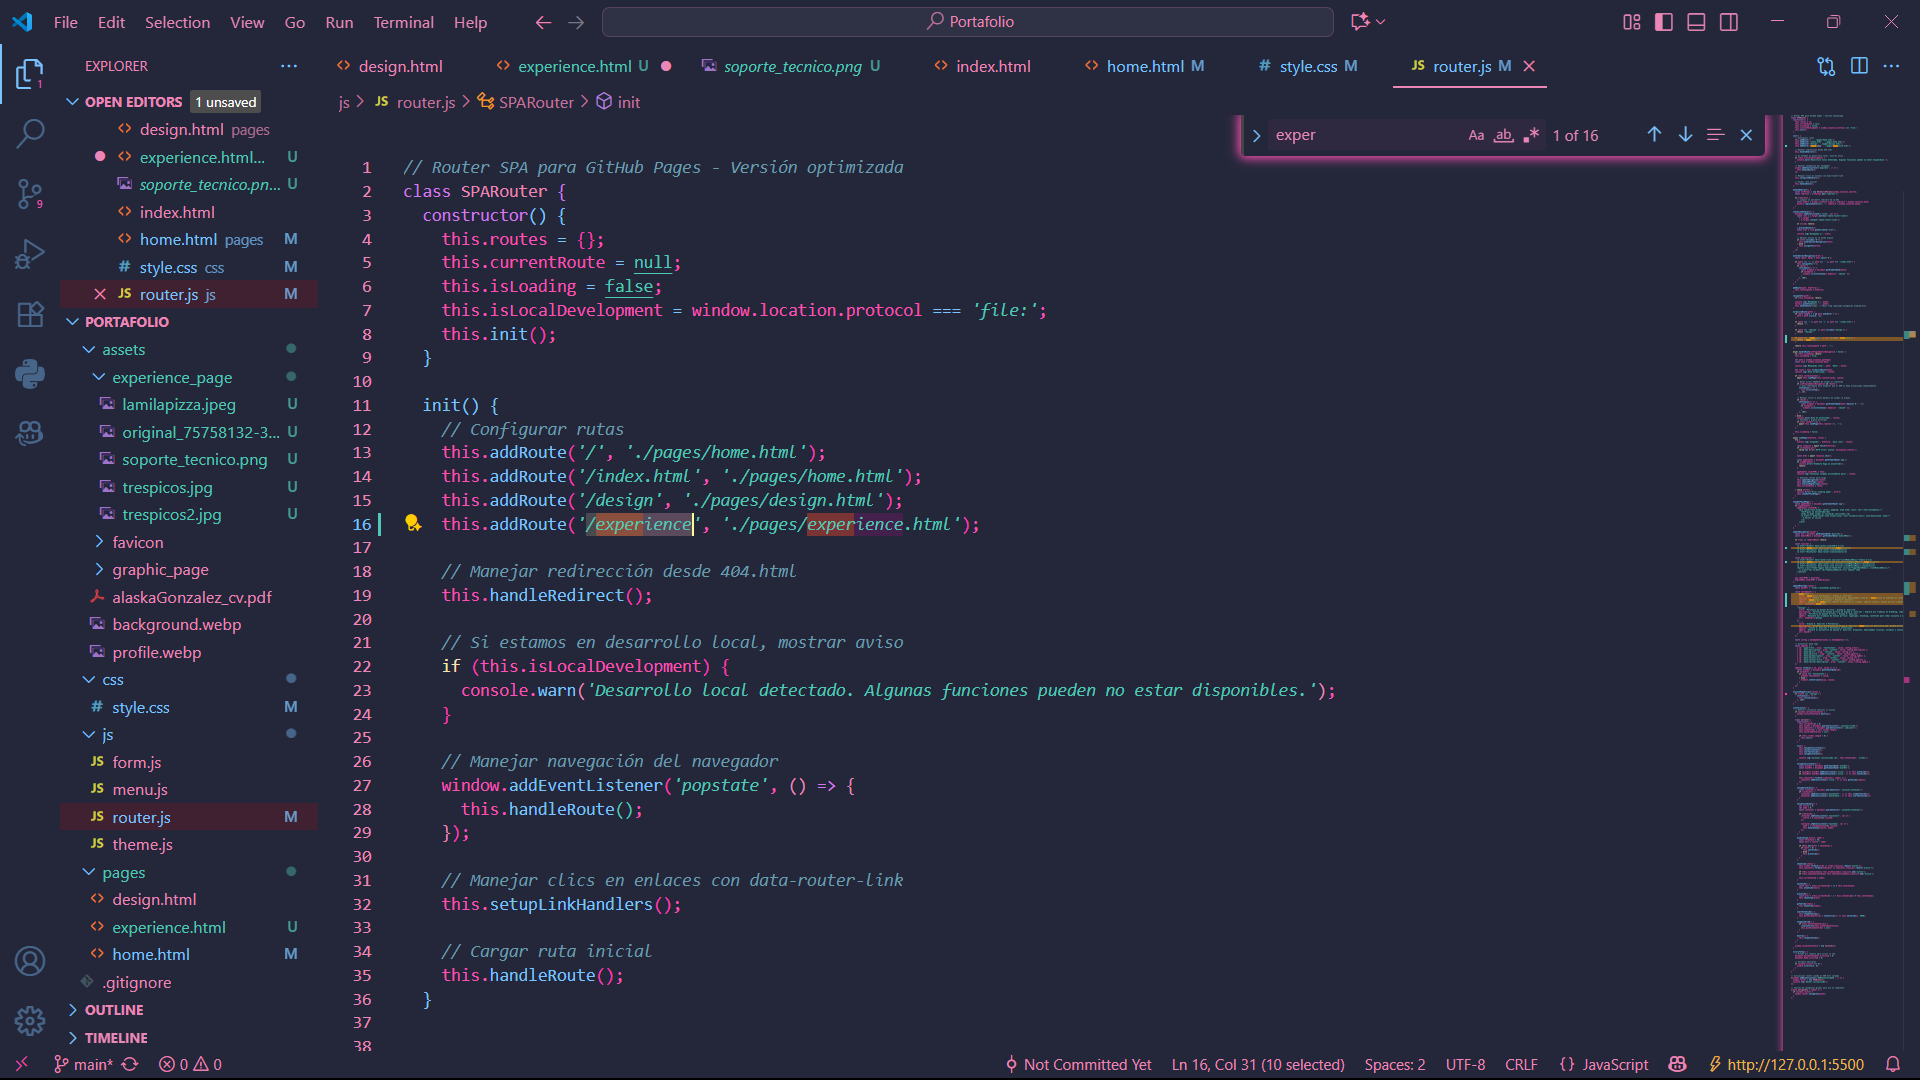 File Edit Selection View Go Run Terminal Help
Portafolio
EXPLORER
OPEN EDITORS 1 unsaved
design.html pages
experience.html... U
soporte_tecnico.pn... U
index.html
home.html pages M
style.css css M
router.js js M
PORTAFOLIO
assets
experience_page
lamilapizza.jpeg U
original_75758132-3... U
soporte_tecnico.png U
trespicos.jpg U
trespicos2.jpg U
favicon
graphic_page
alaskaGonzalez_cv.pdf
background.webp
profile.webp
css
style.css M
js
form.js
menu.js
router.js M
theme.js
pages
design.html
experience.html U
home.html M
.gitignore
OUTLINE
TIMELINE
1
9
design.html experience.html U soporte_tecnico.png U index.html home.html M style.css M router.js M
js > router.js > SPARouter > init
exper Aa ab 1 of 16
1 // Router SPA para GitHub Pages - Versión optimizada
2 class SPARouter {
3 constructor() {
4 this.routes = {};
5 this.currentRoute = null;
6 this.isLoading = false;
7 this.isLocalDevelopment = window.location.protocol === 'file:';
8 this.init();
9 }
10
11 init() {
12 // Configurar rutas
13 this.addRoute('/', './pages/home.html');
14 this.addRoute('/index.html', './pages/home.html');
15 this.addRoute('/design', './pages/design.html');
16 this.addRoute('/experience', './pages/experience.html');
17
18 // Manejar redirección desde 404.html
19 this.handleRedirect();
20
21 // Si estamos en desarrollo local, mostrar aviso
22 if (this.isLocalDevelopment) {
23 console.warn('Desarrollo local detectado. Algunas funciones pueden no estar disponibles.');
24 }
25
26 // Manejar navegación del navegador
27 window.addEventListener('popstate', () => {
28 this.handleRoute();
29 });
30
31 // Manejar clics en enlaces con data-router-link
32 this.setupLinkHandlers();
33
34 // Cargar ruta inicial
35 this.handleRoute();
36 }
37
38
main* 0 0 Not Committed Yet Ln 16, Col 31 (10 selected) Spaces: 2 UTF-8 CRLF {} JavaScript http://127.0.0.1:5500